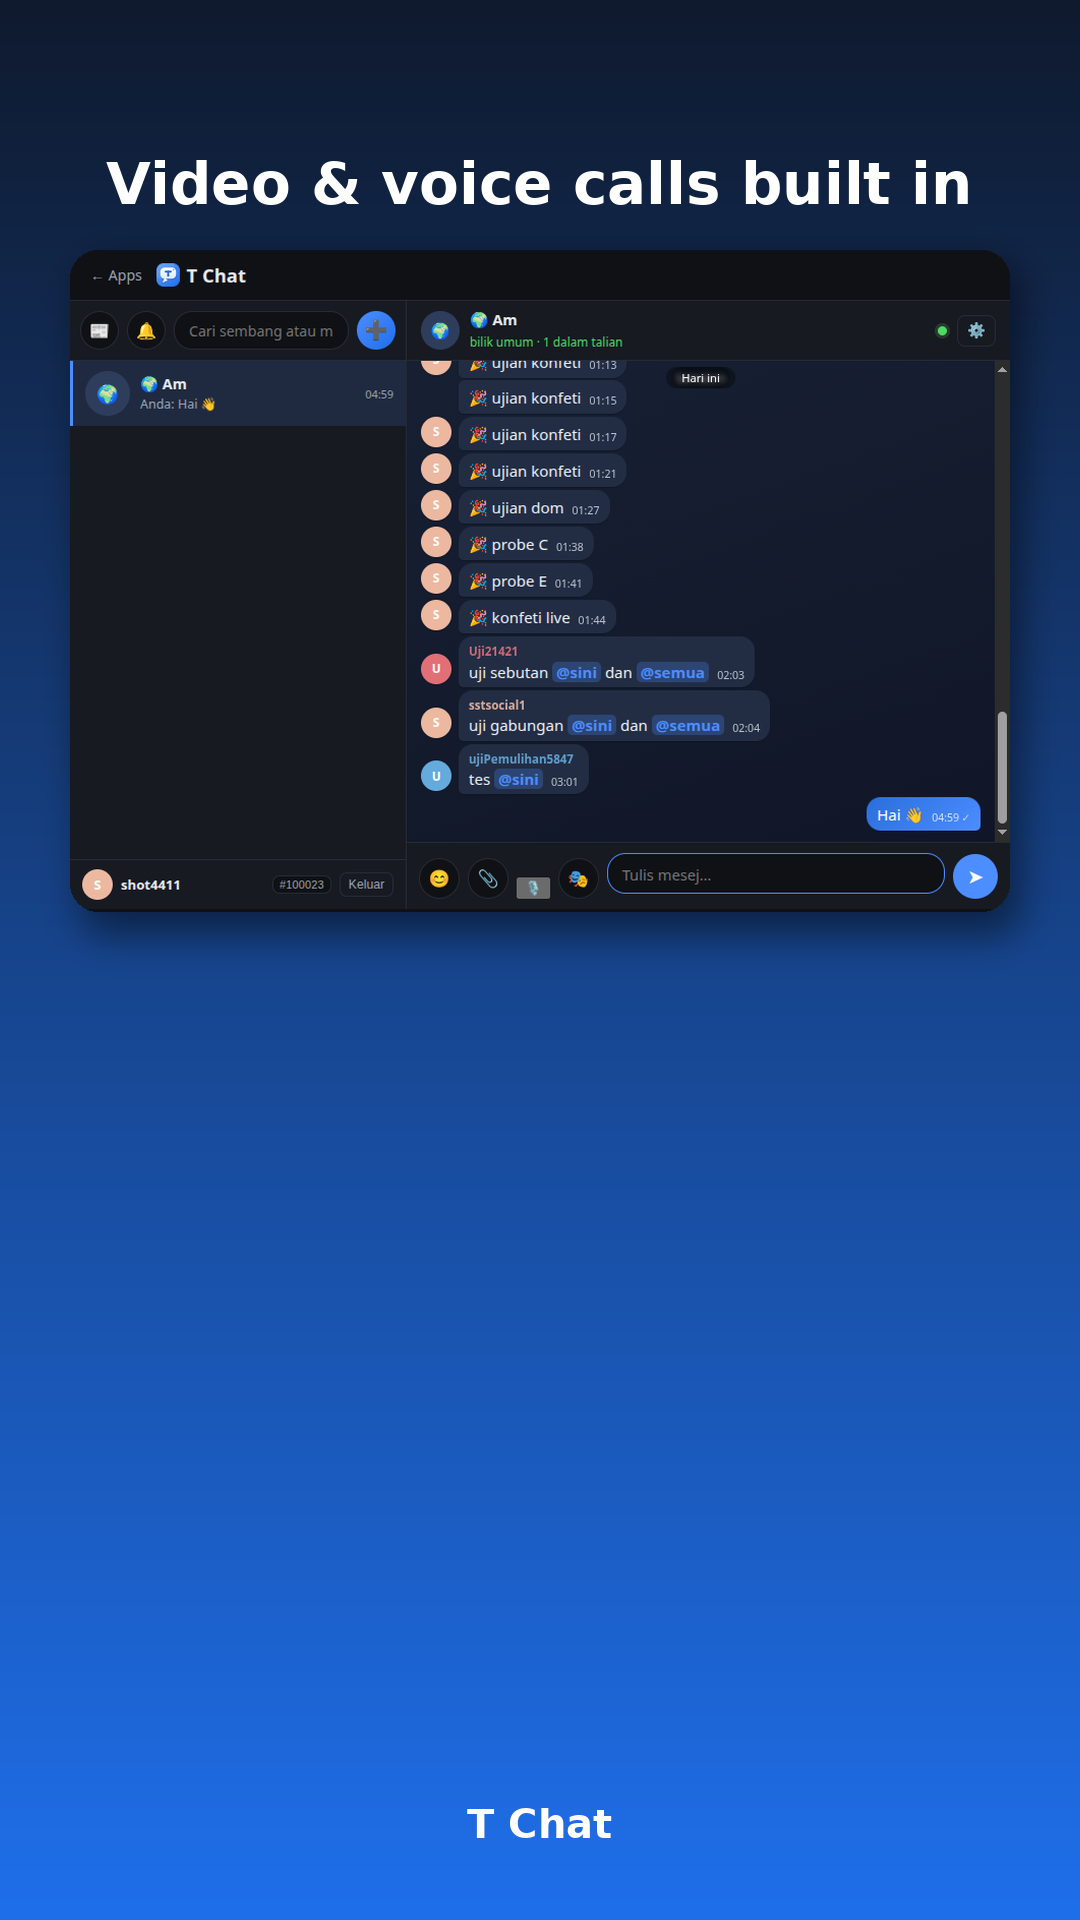 Video & voice calls built in
← Apps T Chat
Cari sembang atau m
🌍 Am
bilik umum · 1 dalam talian
🌍 Am
Anda: Hai 👋
04:59
Hari ini
🎉 ujian konfeti 01:13
🎉 ujian konfeti 01:15
S 🎉 ujian konfeti 01:17
S 🎉 ujian konfeti 01:21
S 🎉 ujian dom 01:27
S 🎉 probe C 01:38
S 🎉 probe E 01:41
S 🎉 konfeti live 01:44
Uji21421
U uji sebutan @sini dan @semua 02:03
sstsocial1
S uji gabungan @sini dan @semua 02:04
ujiPemulihan5847
U tes @sini 03:01
Hai 👋 04:59 ✓
S shot4411 #100023 Keluar
Tulis mesej...
T Chat